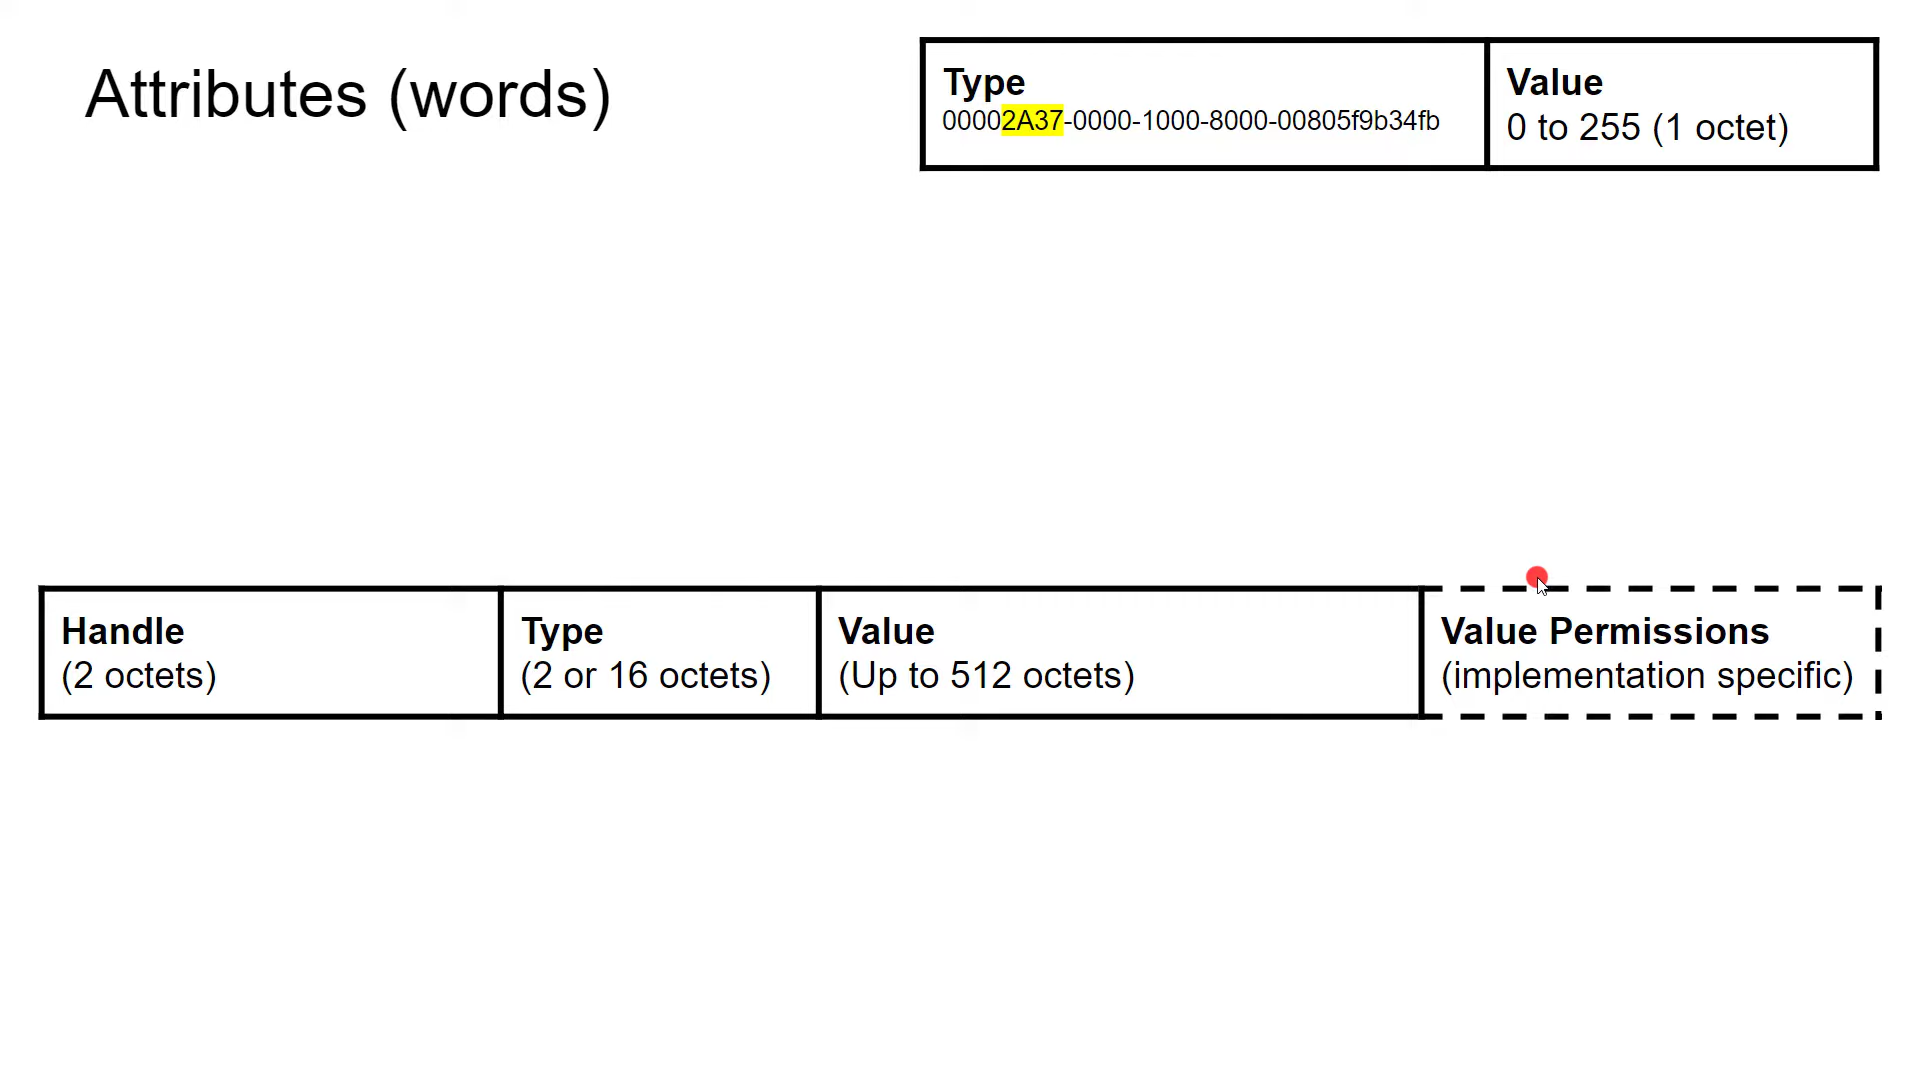 Attributes (words)
Type
00002A37-0000-1000-8000-00805f9b34fb
Value
0 to 255 (1 octet)
Handle
(2 octets)
Type
(2 or 16 octets)
Value
(Up to 512 octets)
Value Permissions
(implementation specific)